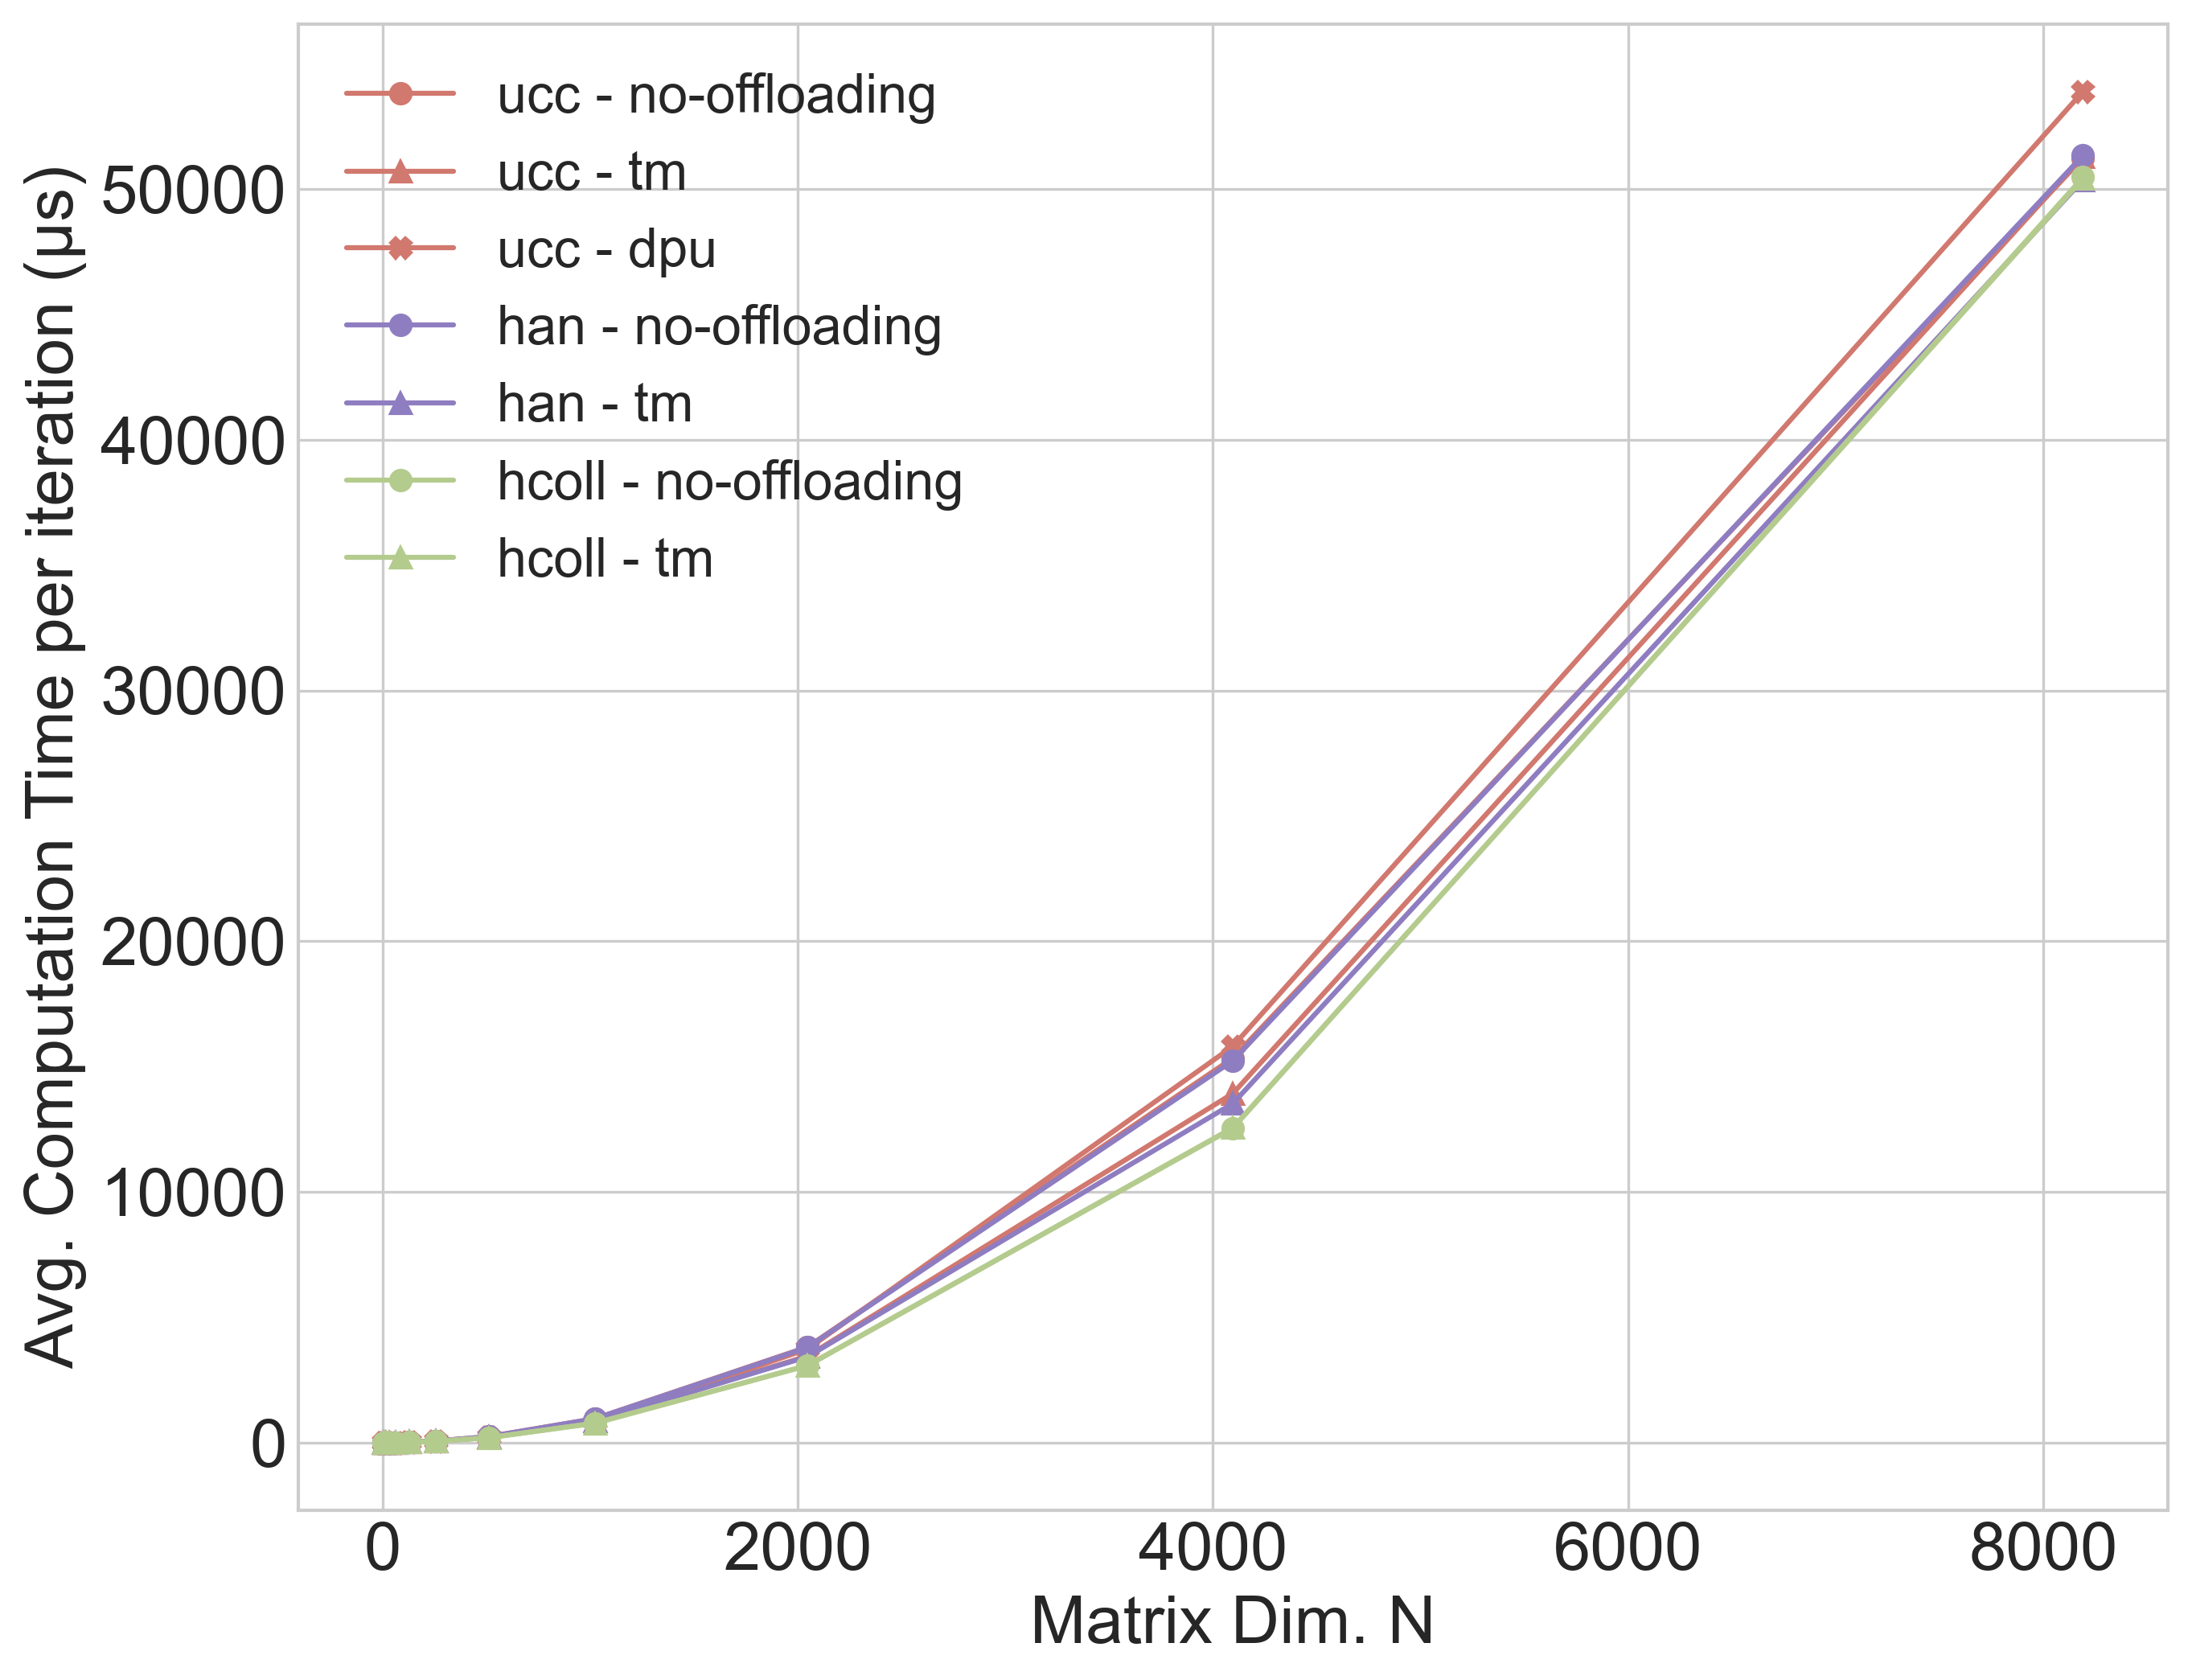 ucc - no-offloading
ucc - tm
ucc - dpu
han - no-offloading
han - tm
hcoll - no-offloading
hcoll - tm
Avg. Computation Time per iteration (μs)
50000
40000
30000
20000
10000
0
0 2000 4000 6000 8000
Matrix Dim. N